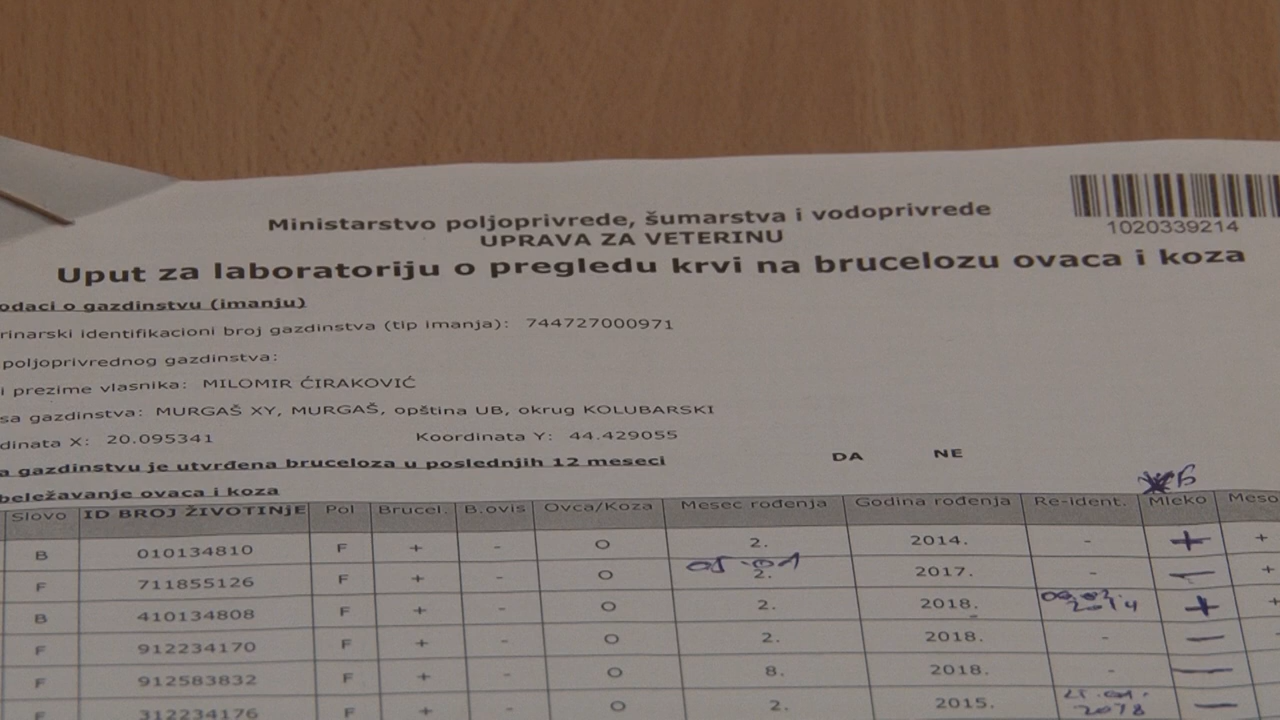 Ministarstvo poljoprivrede, šumarstva i vodoprivrede
1020339214
UPRAVA ZA VETERINU
Uput za laboratoriju o pregledu krvi na brucelozu ovaca i koza
odaci o gazdinstvu (imanju)
rinarski identifikacioni broj gazdinstva (tip imanja): 744727000971
poljoprivrednog gazdinstva:
i prezime vlasnika: MILOMIR ĆIRAKOVIĆ
sa gazdinstva: MURGAŠ XY, MURGAŠ, opština UB, okrug KOLUBARSKI
dinata X: 20.095341 Koordinata Y: 44.429055
a gazdinstvu je utvrđena bruceloza u poslednjih 12 meseci DA NE
beležavanje ovaca i koza
Slovo ID BROJ ŽIVOTINjE Pol Brucel. B.ovis Ovca/Koza Mesec rođenja Godina rođenja Re-ident. Mleko Meso
B 010134810 F + - O 2. 2014. - + +
F 711855126 F + - O 2. 2017. - - +
B 410134808 F + - O 2. 2018. + +
F 912234170 F + - O 2. 2018. - -
F 912583832 F + - O 8. 2018. - -
F 312234176 F + - O 2. 2015. -